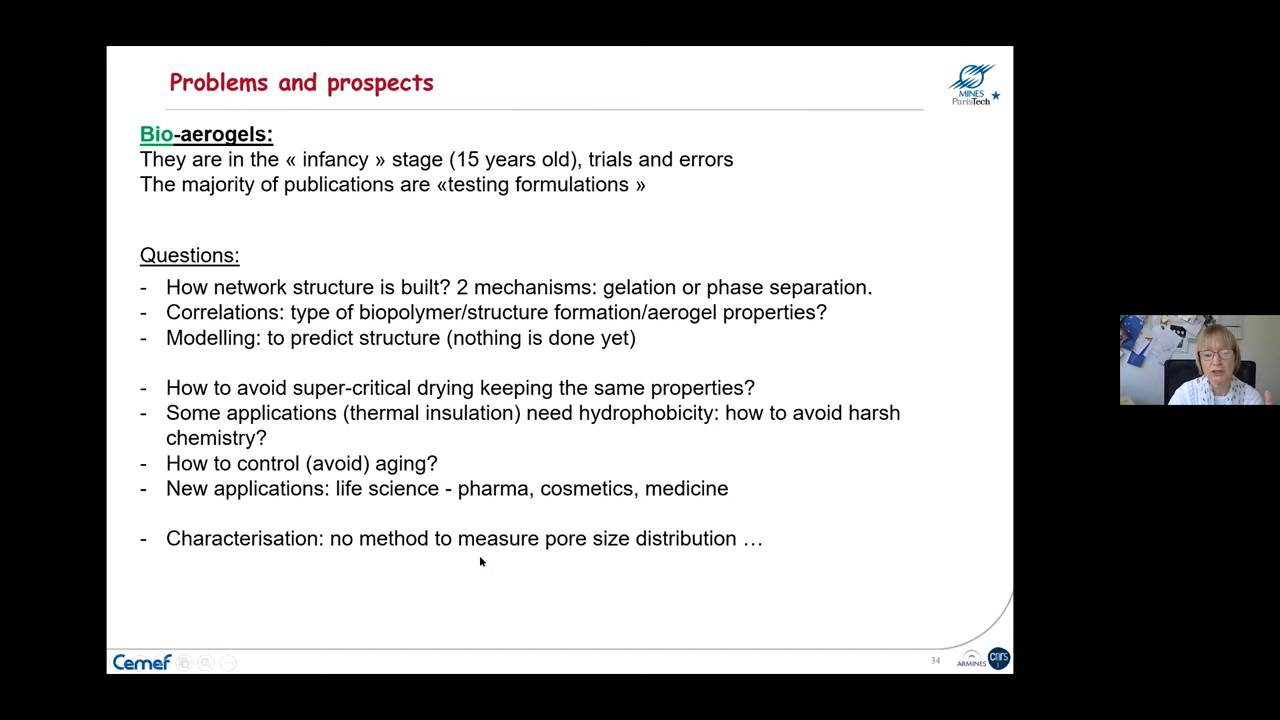 Problems and prospects
MINES
ParisTech
Bio-aerogels:
They are in the « infancy » stage (15 years old), trials and errors
The majority of publications are «testing formulations »
Questions:
- How network structure is built? 2 mechanisms: gelation or phase separation.
- Correlations: type of biopolymer/structure formation/aerogel properties?
- Modelling: to predict structure (nothing is done yet)
- How to avoid super-critical drying keeping the same properties?
- Some applications (thermal insulation) need hydrophobicity: how to avoid harsh
chemistry?
- How to control (avoid) aging?
- New applications: life science - pharma, cosmetics, medicine
- Characterisation: no method to measure pore size distribution …
Cemef
34
ARMINES
cnrs